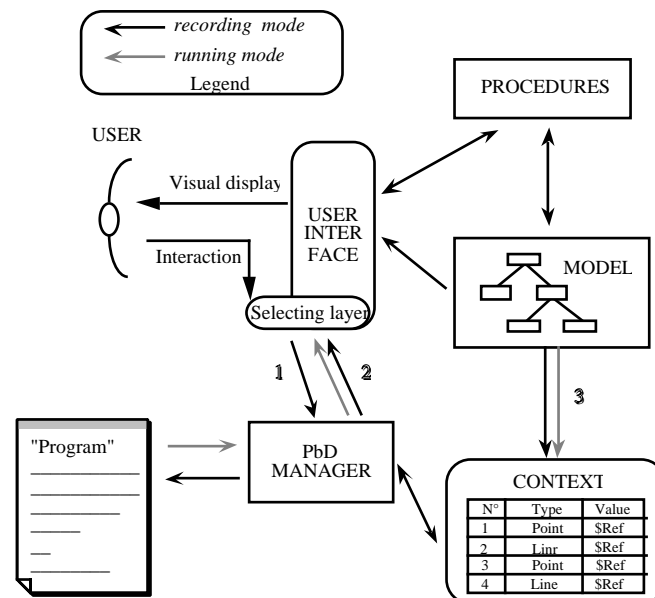 recording mode
running mode
Legend
PROCEDURES
USER
Visual display
USER
INTER
FACE
Interaction
MODEL
Selecting layer
1
2
3
"Program"
PbD
MANAGER
CONTEXT
N° Type Value
1 Point $Ref
2 Linr $Ref
3 Point $Ref
4 Line $Ref